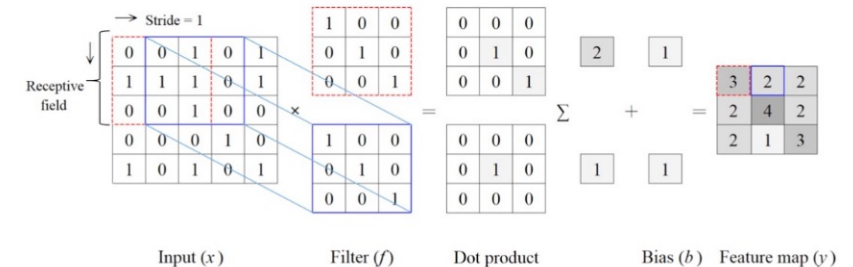 → Stride = 1
Receptive
field
0 0 1 0 1
1 1 1 0 1
0 0 1 0 0
0 0 0 1 0
1 0 1 0 1
×
1 0 0
0 1 0
0 0 1
1 0 0
0 1 0
0 0 1
=
0 0 0
0 1 0
0 0 1
0 0 0
0 1 0
0 0 0
Σ
2
1
+
1
1
=
3 2 2
2 4 2
2 1 3
Input (x) Filter (f) Dot product Bias (b) Feature map (y)